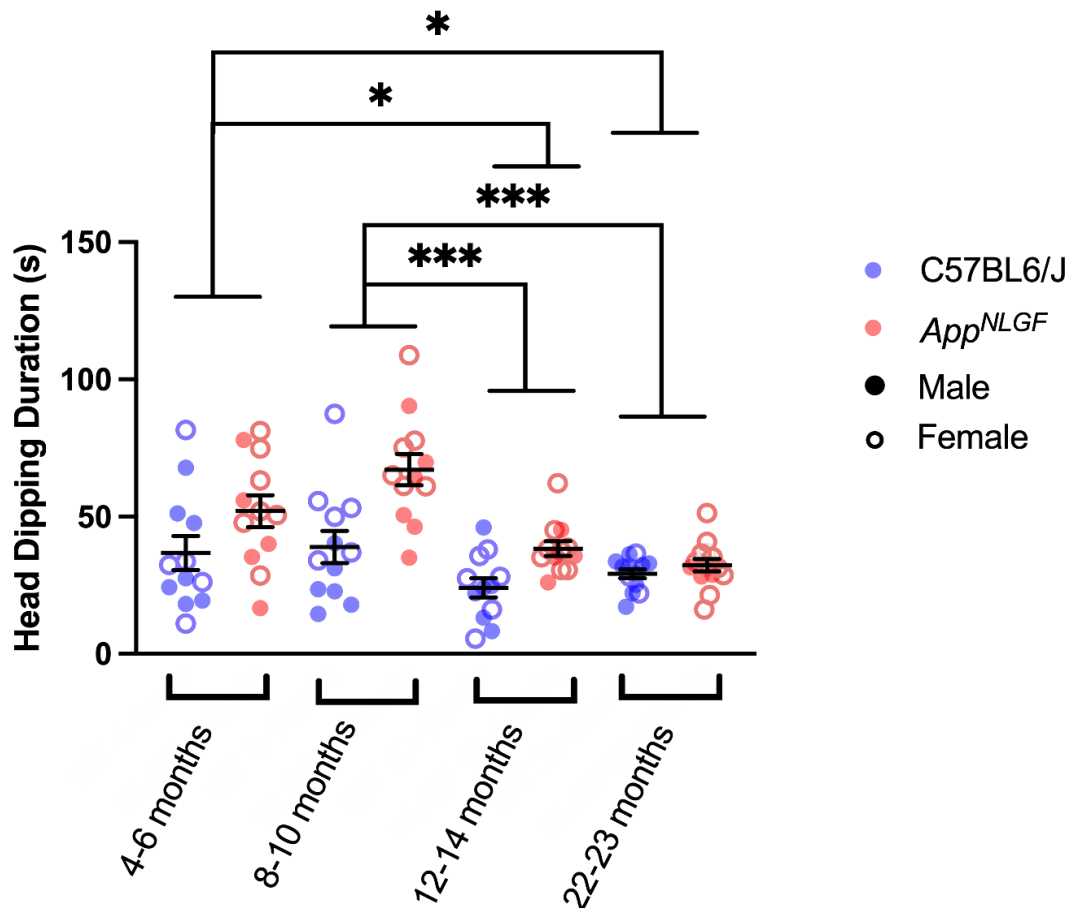 *
*
***
***
Head Dipping Duration (s)
150
100
50
0
C57BL6/J
App^NLGF
Male
Female
4-6 months
8-10 months
12-14 months
22-23 months